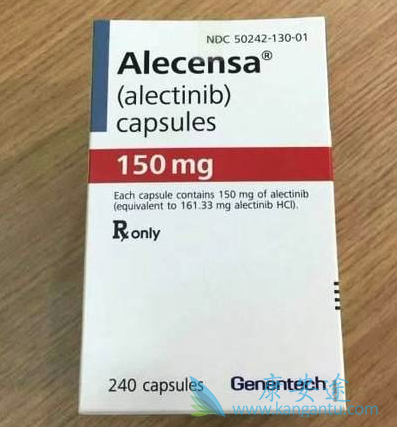 NDC 50242-130-01
Alecensa®
(alectinib)
capsules
150 mg
Each capsule contains 150 mg of alectinib
(equivalent to 161.33 mg alectinib HCl).
Rx only
240 capsules
Genentech
康安途
www.kangantu.com